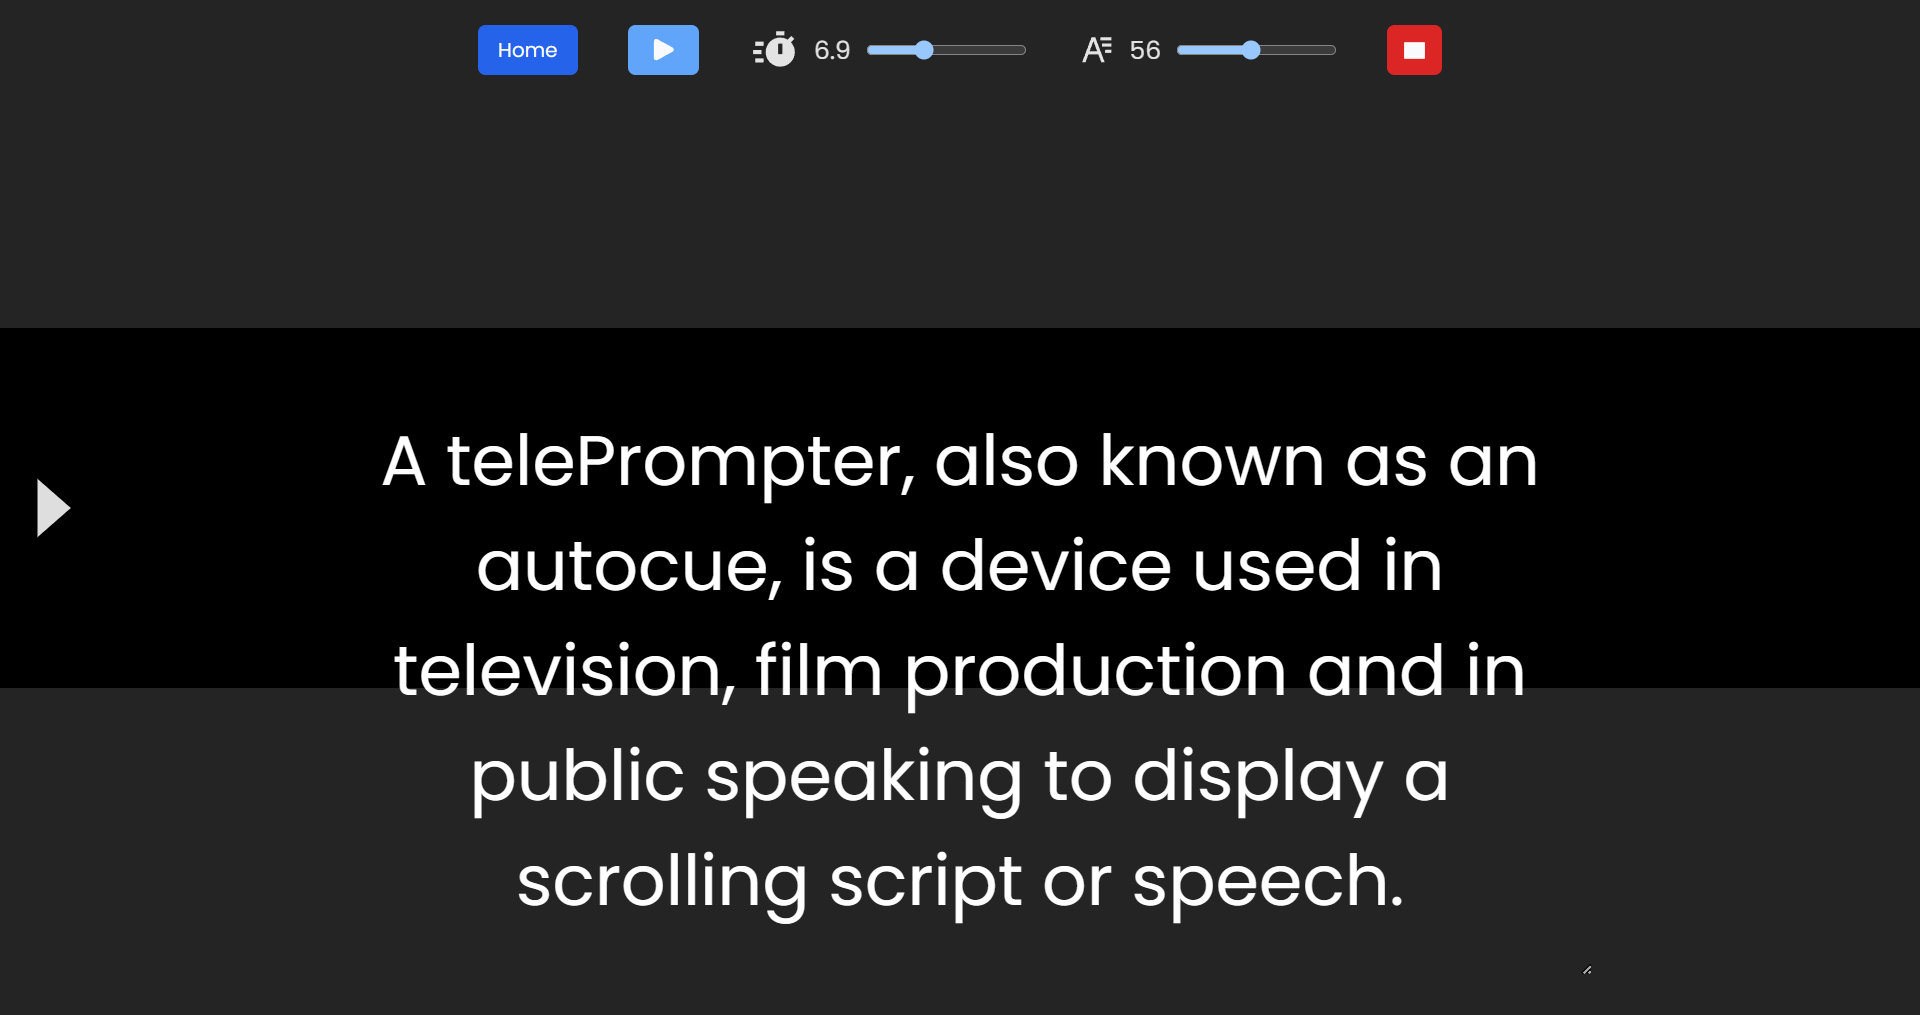 Home 6.9 56
A telePrompter, also known as an
autocue, is a device used in
television, film production and in
public speaking to display a
scrolling script or speech.